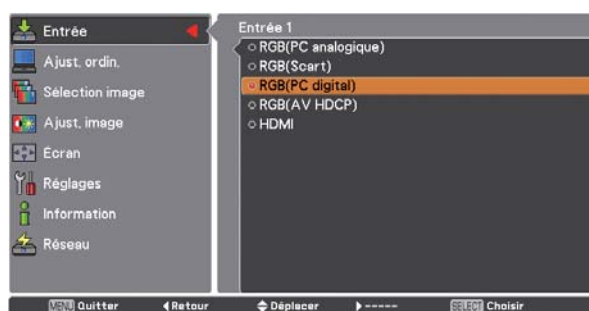 Entrée
Ajust. ordin.
Sélection image
Ajust. image
Écran
Réglages
Information
Réseau
Entrée 1
RGB(PC analogique)
RGB(Scart)
RGB(PC digital)
RGB(AV HDCP)
HDMI
MENU Quitter Retour Déplacer ----- SELECT Choisir